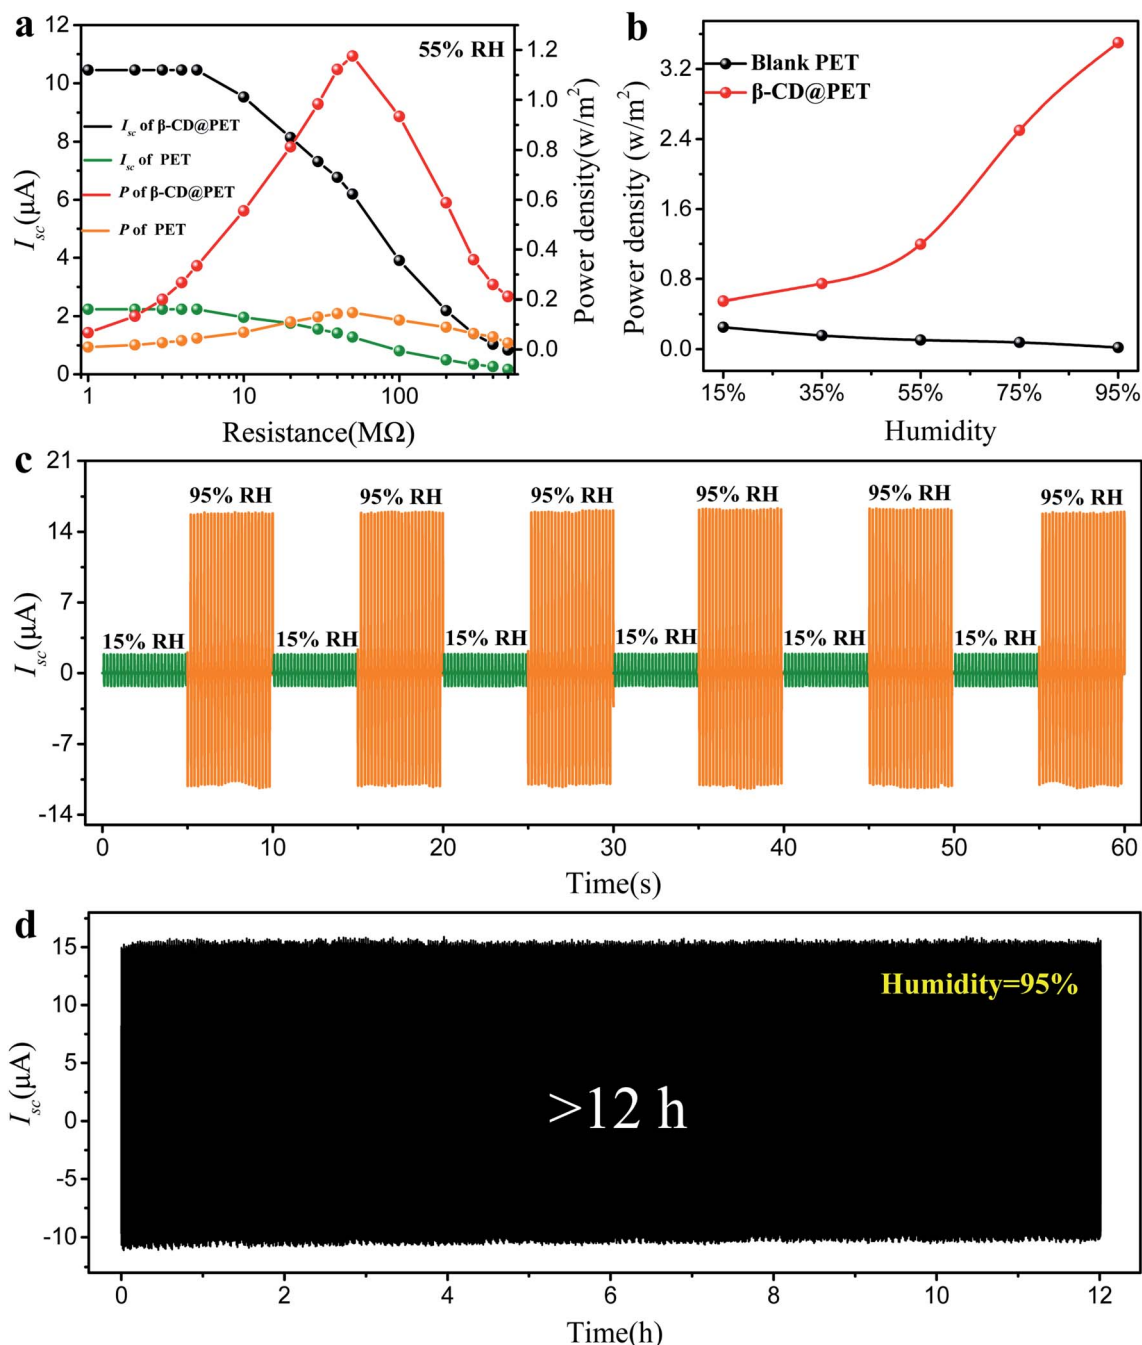 a
55% RH
12
10
8
6
4
2
0
I_sc(μA)
I_sc of β-CD@PET
I_sc of PET
P of β-CD@PET
P of PET
1.2
1.0
0.8
0.6
0.4
0.2
0.0
Power density(w/m²)
1 10 100
Resistance(MΩ)
b
Blank PET
β-CD@PET
3.2
2.4
1.6
0.8
0.0
Power density (w/m²)
15% 35% 55% 75% 95%
Humidity
c
21
14
7
0
-7
-14
I_sc(μA)
95% RH 95% RH 95% RH 95% RH 95% RH 95% RH
15% RH 15% RH 15% RH 15% RH 15% RH 15% RH
0 10 20 30 40 50 60
Time(s)
d
15
10
5
0
-5
-10
I_sc(μA)
Humidity=95%
>12 h
0 2 4 6 8 10 12
Time(h)